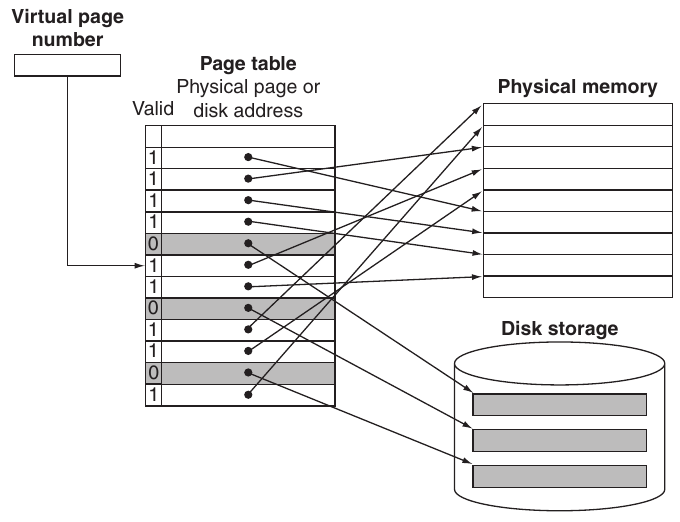 Virtual page
number
Page table
Physical page or
Valid disk address
Physical memory
1
1
1
1
0
1
1
0
1
1
0
1
Disk storage